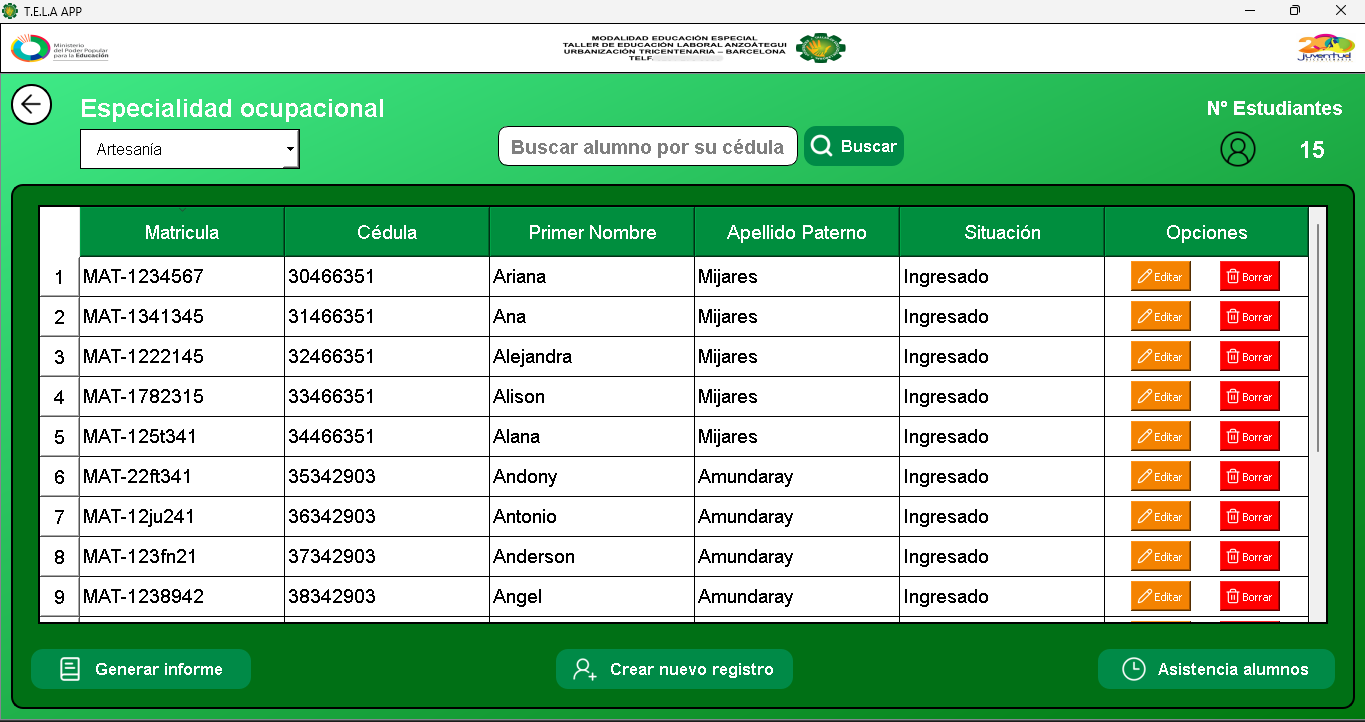 T.E.L.A APP
Ministerio
del Poder Popular
para la Educación
MODALIDAD EDUCACIÓN ESPECIAL
TALLER DE EDUCACIÓN LABORAL ANZOÁTEGUI
URBANIZACIÓN TRICENTENARIA – BARCELONA
TELF.
Juventud
Especialidad ocupacional
Nº Estudiantes
Artesanía
Buscar alumno por su cédula
Buscar
15
Matricula Cédula Primer Nombre Apellido Paterno Situación Opciones
1 MAT-1234567 30466351 Ariana Mijares Ingresado Editar Borrar
2 MAT-1341345 31466351 Ana Mijares Ingresado Editar Borrar
3 MAT-1222145 32466351 Alejandra Mijares Ingresado Editar Borrar
4 MAT-1782315 33466351 Alison Mijares Ingresado Editar Borrar
5 MAT-125t341 34466351 Alana Mijares Ingresado Editar Borrar
6 MAT-22ft341 35342903 Andony Amundaray Ingresado Editar Borrar
7 MAT-12ju241 36342903 Antonio Amundaray Ingresado Editar Borrar
8 MAT-123fn21 37342903 Anderson Amundaray Ingresado Editar Borrar
9 MAT-1238942 38342903 Angel Amundaray Ingresado Editar Borrar
Generar informe
Crear nuevo registro
Asistencia alumnos